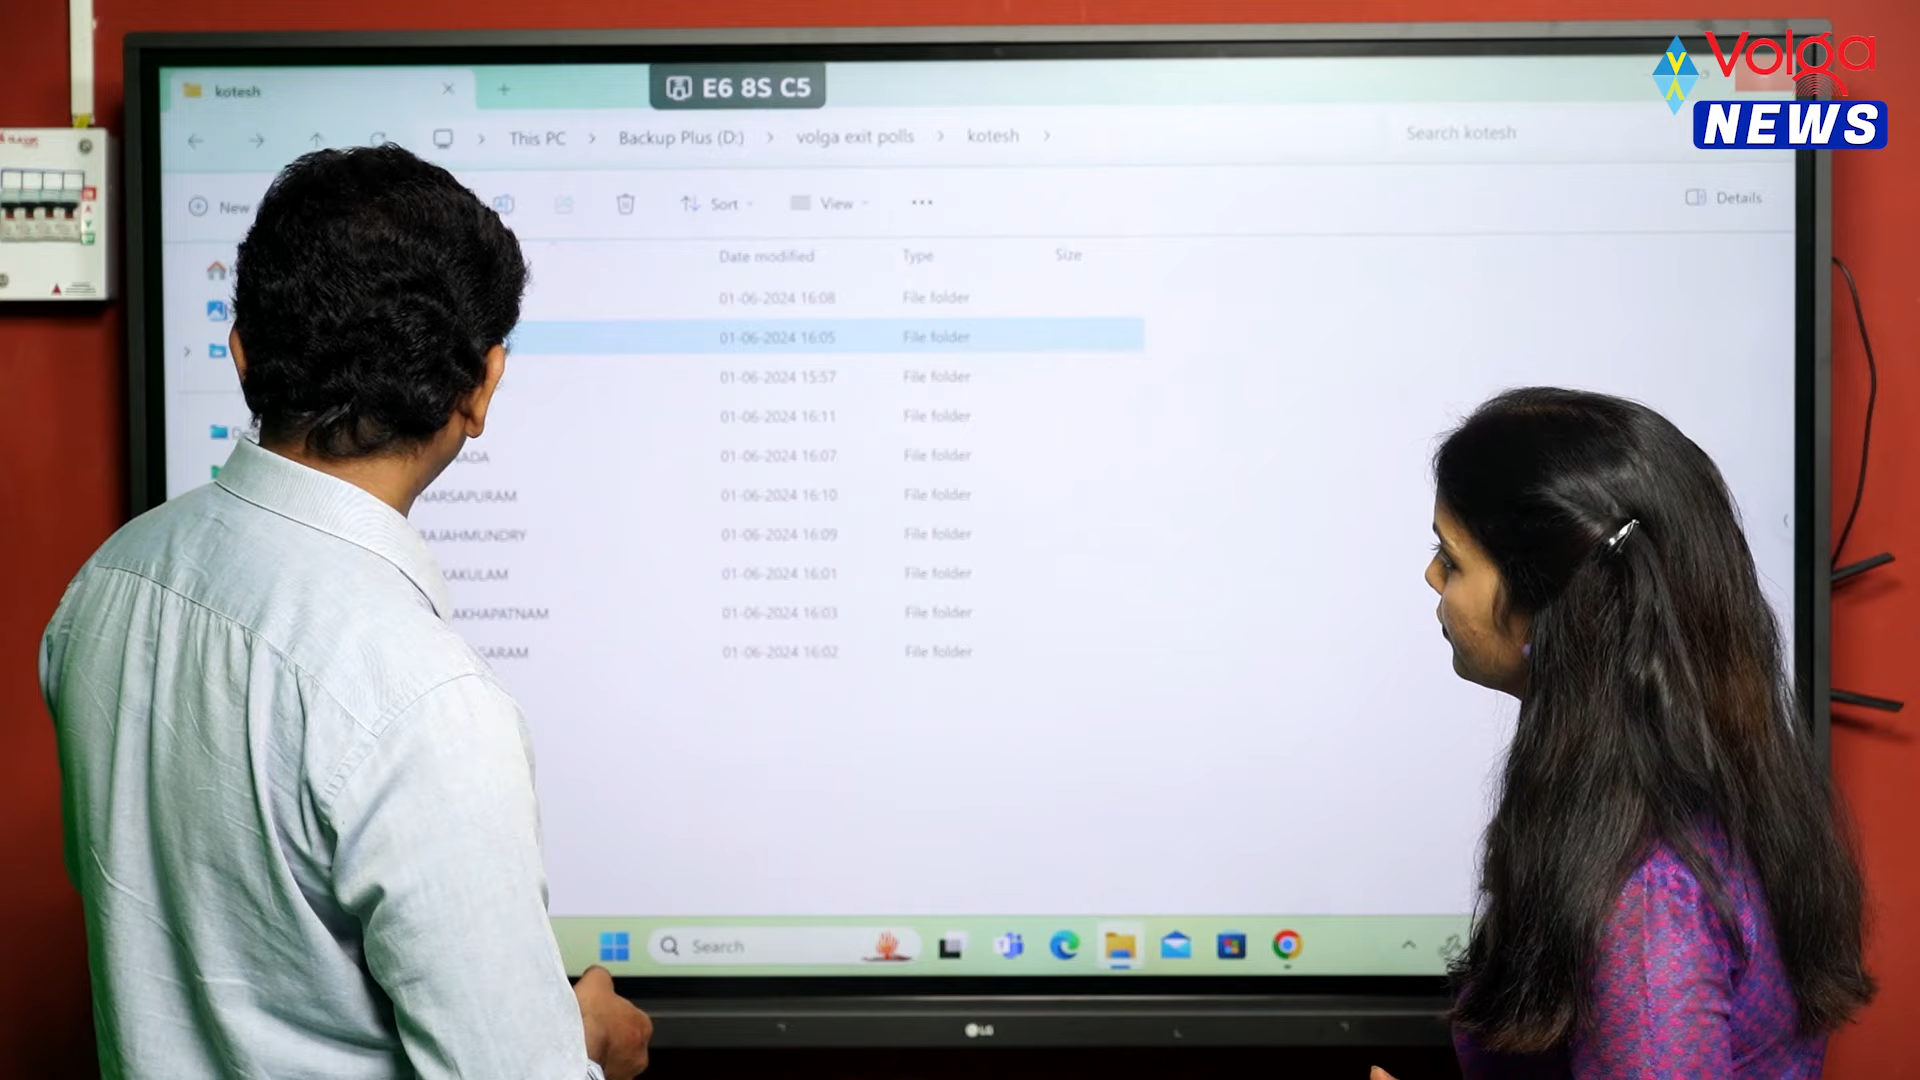 Volga
NEWS
kotesh
E6 8S C5
This PC > Backup Plus (D:) > volga exit polls > kotesh >
Search kotesh
New
Sort
View
Details
Date modified Type Size
01-06-2024 16:08 File folder
01-06-2024 16:05 File folder
01-06-2024 15:57 File folder
01-06-2024 16:11 File folder
ADA 01-06-2024 16:07 File folder
NARSAPURAM 01-06-2024 16:10 File folder
RAJAHMUNDRY 01-06-2024 16:09 File folder
KAKULAM 01-06-2024 16:01 File folder
AKHAPATNAM 01-06-2024 16:03 File folder
GARAM 01-06-2024 16:02 File folder
Search
LG